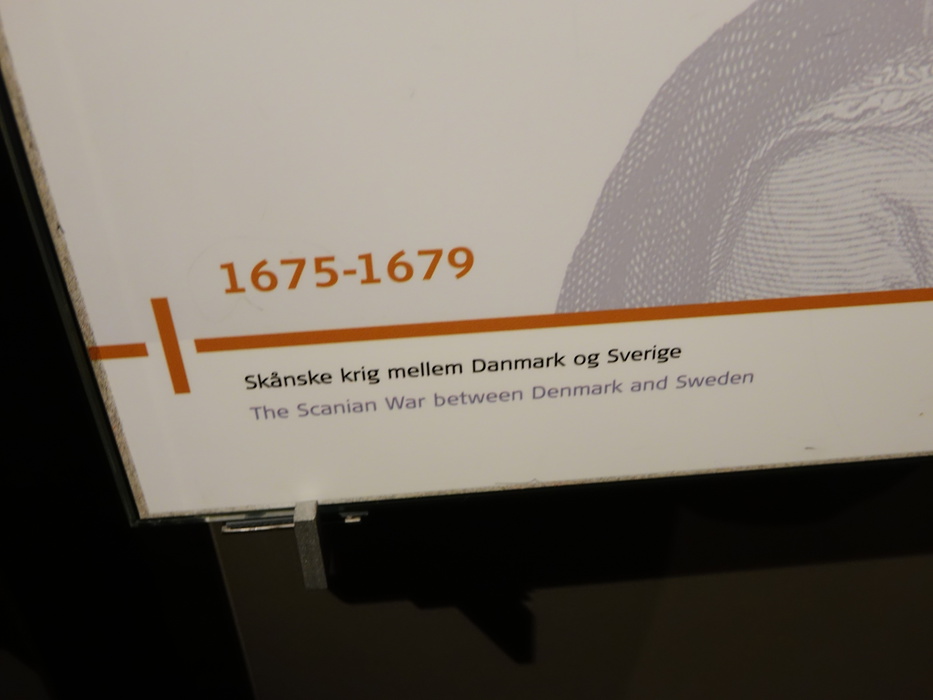 1675-1679
Skånske krig mellem Danmark og Sverige
The Scanian War between Denmark and Sweden